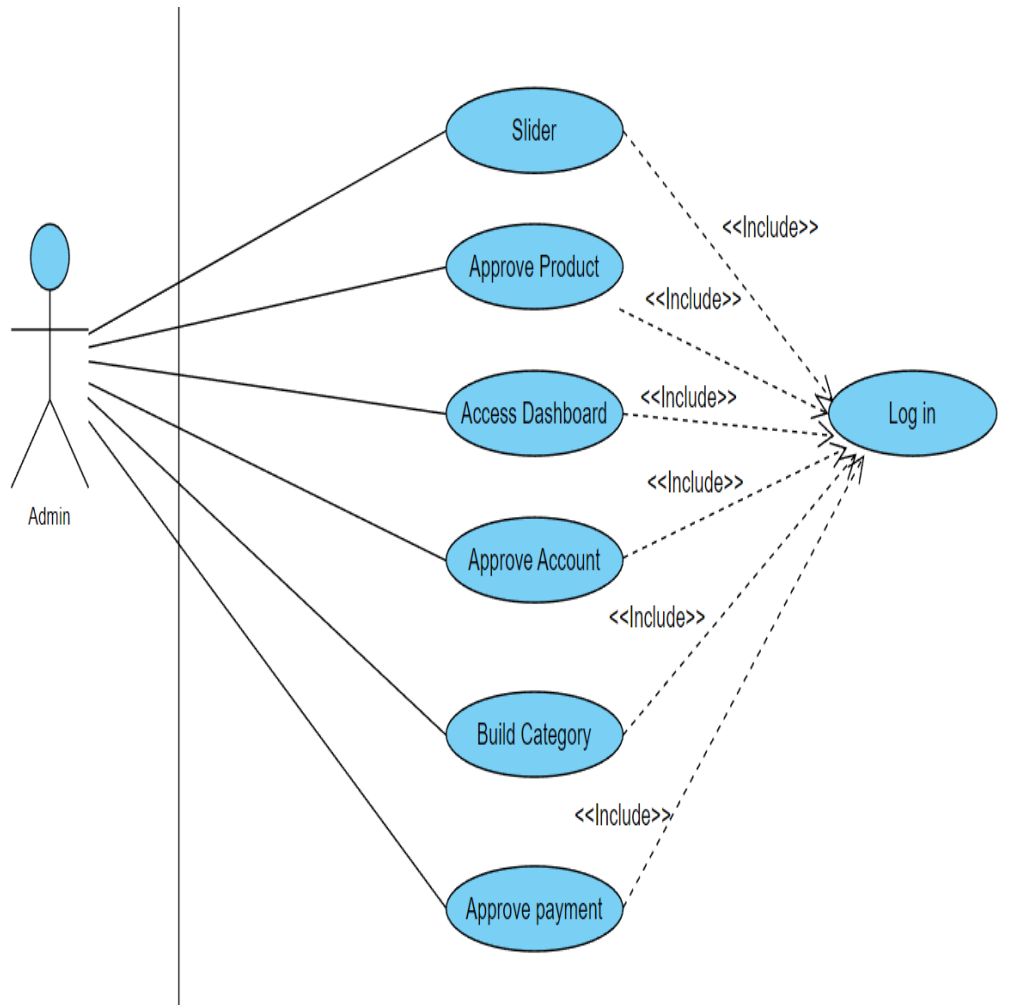 Slider
<<Include>>
Approve Product
<<Include>>
Access Dashboard
<<Include>>
Log in
<<Include>>
Admin
Approve Account
<<Include>>
Build Category
<<Include>>
Approve payment